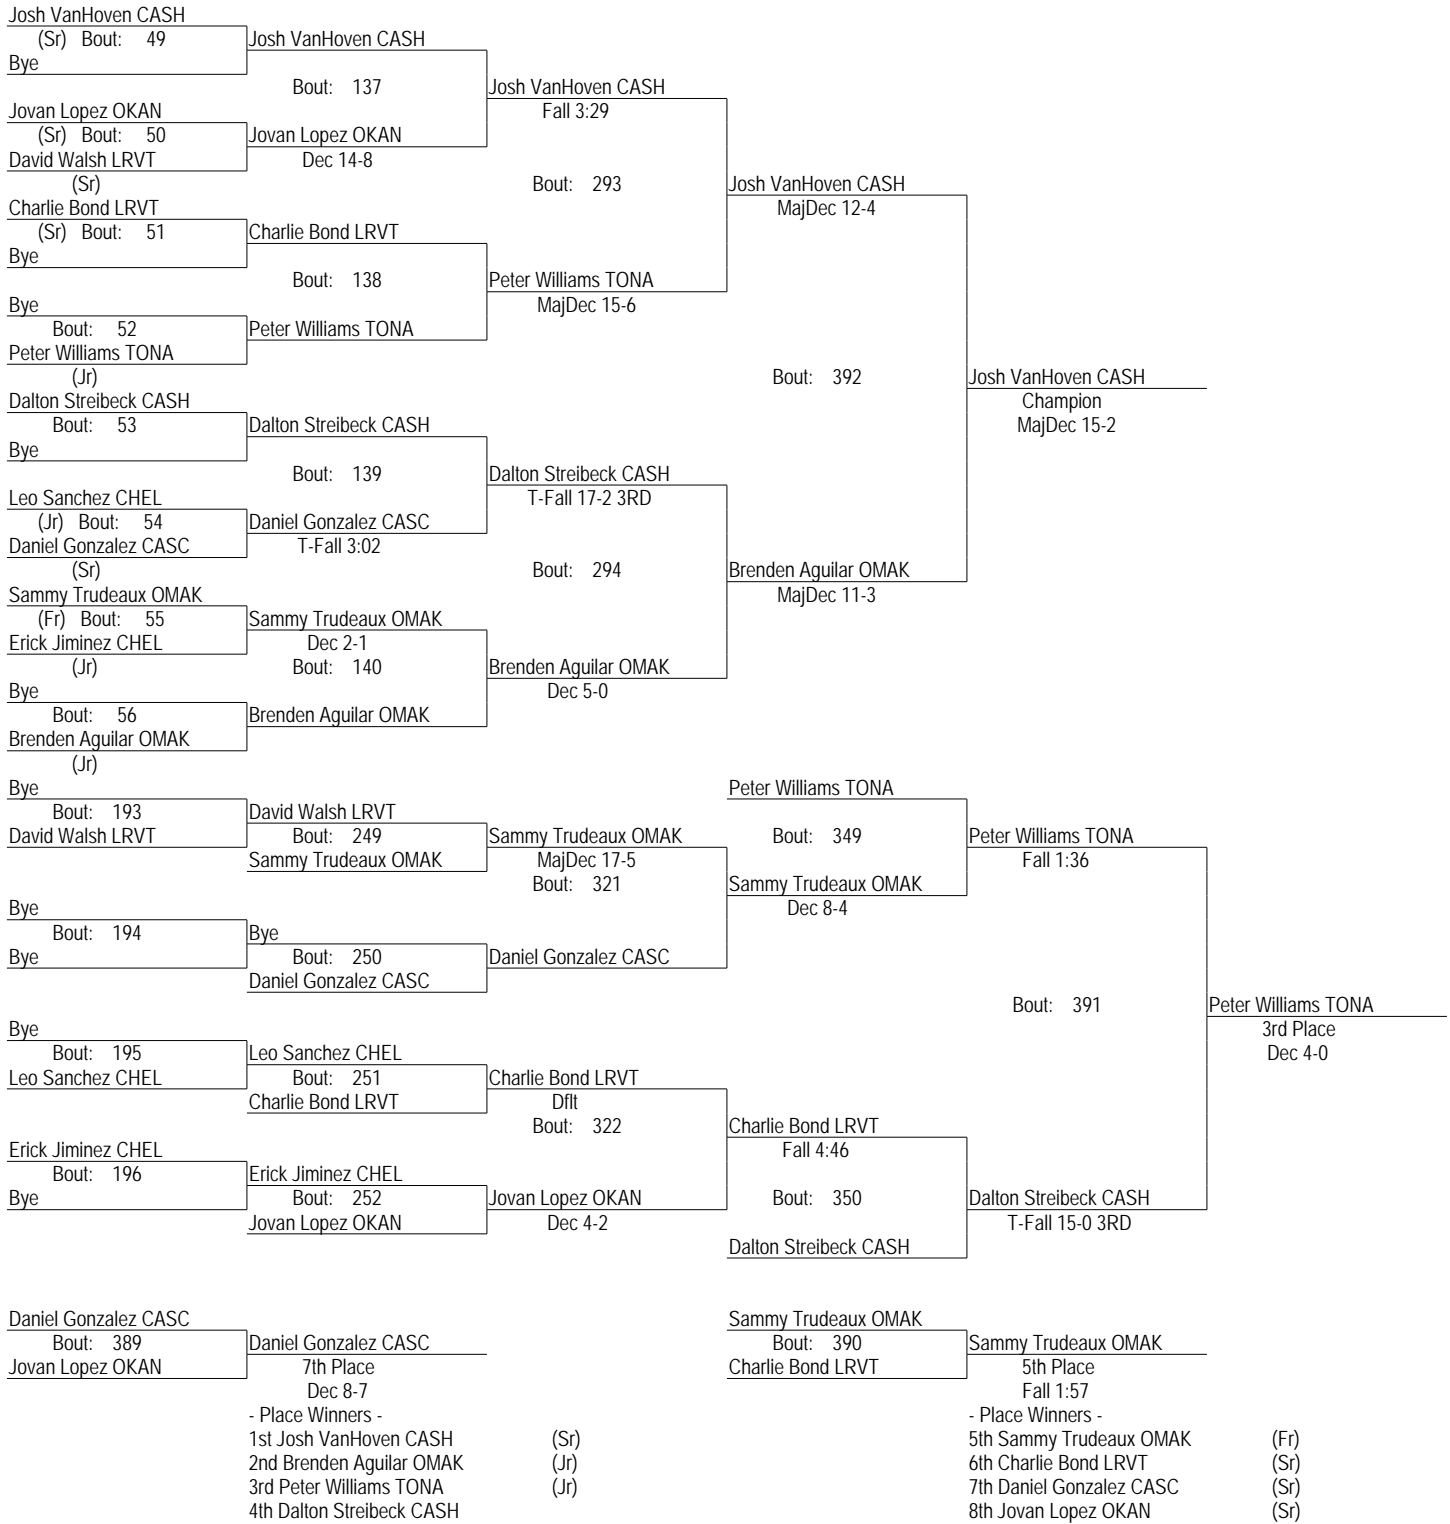 Josh VanHoven CASH
(Sr) Bout: 49 Josh VanHoven CASH
Bye
Bout: 137 Josh VanHoven CASH
Jovan Lopez OKAN Fall 3:29
(Sr) Bout: 50 Jovan Lopez OKAN
David Walsh LRVT Dec 14-8
(Sr) Bout: 293 Josh VanHoven CASH
Charlie Bond LRVT MajDec 12-4
(Sr) Bout: 51 Charlie Bond LRVT
Bye
Bout: 138 Peter Williams TONA
Bye MajDec 15-6
Bout: 52 Peter Williams TONA
Peter Williams TONA
(Jr) Bout: 392 Josh VanHoven CASH
Dalton Streibeck CASH Champion
Bout: 53 Dalton Streibeck CASH MajDec 15-2
Bye
Bout: 139 Dalton Streibeck CASH
Leo Sanchez CHEL T-Fall 17-2 3RD
(Jr) Bout: 54 Daniel Gonzalez CASC
Daniel Gonzalez CASC T-Fall 3:02
(Sr) Bout: 294 Brenden Aguilar OMAK
Sammy Trudeaux OMAK MajDec 11-3
(Fr) Bout: 55 Sammy Trudeaux OMAK
Erick Jiminez CHEL Dec 2-1
(Jr) Bout: 140 Brenden Aguilar OMAK
Bye Dec 5-0
Bout: 56 Brenden Aguilar OMAK
Brenden Aguilar OMAK
(Jr)
Bye Peter Williams TONA
Bout: 193 David Walsh LRVT
David Walsh LRVT Bout: 249 Sammy Trudeaux OMAK Bout: 349 Peter Williams TONA
Sammy Trudeaux OMAK MajDec 17-5 Fall 1:36
Bout: 321 Sammy Trudeaux OMAK
Bye Dec 8-4
Bout: 194 Bye
Bye Bout: 250 Daniel Gonzalez CASC
Daniel Gonzalez CASC
Bout: 391 Peter Williams TONA
Bye 3rd Place
Bout: 195 Leo Sanchez CHEL Dec 4-0
Leo Sanchez CHEL Bout: 251 Charlie Bond LRVT
Charlie Bond LRVT Dflt
Bout: 322 Charlie Bond LRVT
Erick Jiminez CHEL Fall 4:46
Bout: 196 Erick Jiminez CHEL
Bye Bout: 252 Jovan Lopez OKAN Bout: 350 Dalton Streibeck CASH
Jovan Lopez OKAN Dec 4-2 T-Fall 15-0 3RD
Dalton Streibeck CASH
Daniel Gonzalez CASC Sammy Trudeaux OMAK
Bout: 389 Daniel Gonzalez CASC Bout: 390 Sammy Trudeaux OMAK
Jovan Lopez OKAN 7th Place Charlie Bond LRVT 5th Place
Dec 8-7 Fall 1:57
- Place Winners - - Place Winners -
1st Josh VanHoven CASH (Sr) 5th Sammy Trudeaux OMAK (Fr)
2nd Brenden Aguilar OMAK (Jr) 6th Charlie Bond LRVT (Sr)
3rd Peter Williams TONA (Jr) 7th Daniel Gonzalez CASC (Sr)
4th Dalton Streibeck CASH 8th Jovan Lopez OKAN (Sr)